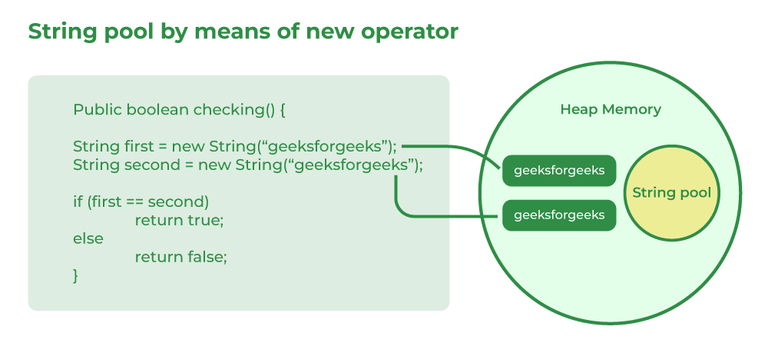 String pool by means of new operator
Public boolean checking() {
String first = new String(“geeksforgeeks”);
String second = new String(“geeksforgeeks”);
if (first == second)
return true;
else
return false;
}
Heap Memory
geeksforgeeks
String pool
geeksforgeeks